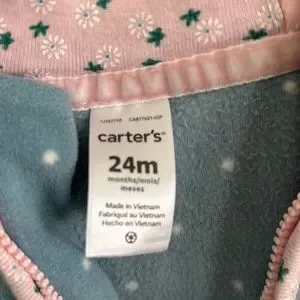 carter's
24m
months/mois/
meses
Made in Vietnam
Fabriqué au Vietnam
Hecho en Vietnam